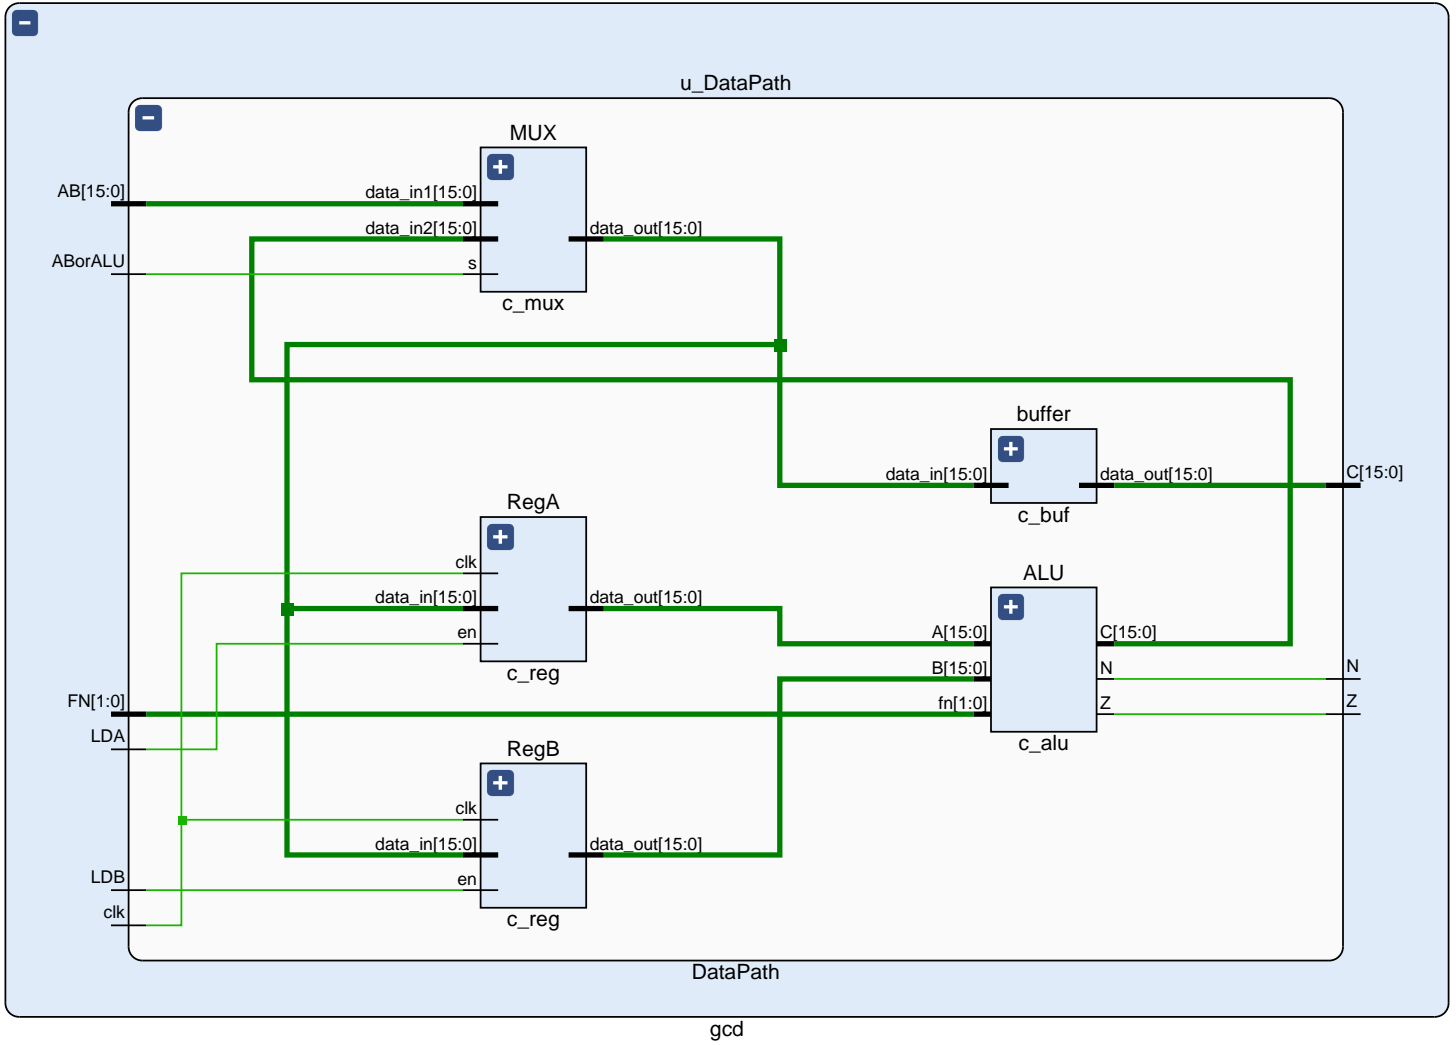 u_DataPath
MUX
AB[15:0]
data_in1[15:0]
data_in2[15:0]
data_out[15:0]
ABorALU
s
c_mux
buffer
data_in[15:0]
data_out[15:0]
C[15:0]
c_buf
RegA
clk
data_in[15:0]
data_out[15:0]
en
c_reg
ALU
A[15:0]
C[15:0]
B[15:0]
N
N
fn[1:0]
Z
Z
c_alu
FN[1:0]
LDA
RegB
clk
data_in[15:0]
data_out[15:0]
LDB
en
clk
c_reg
DataPath
gcd